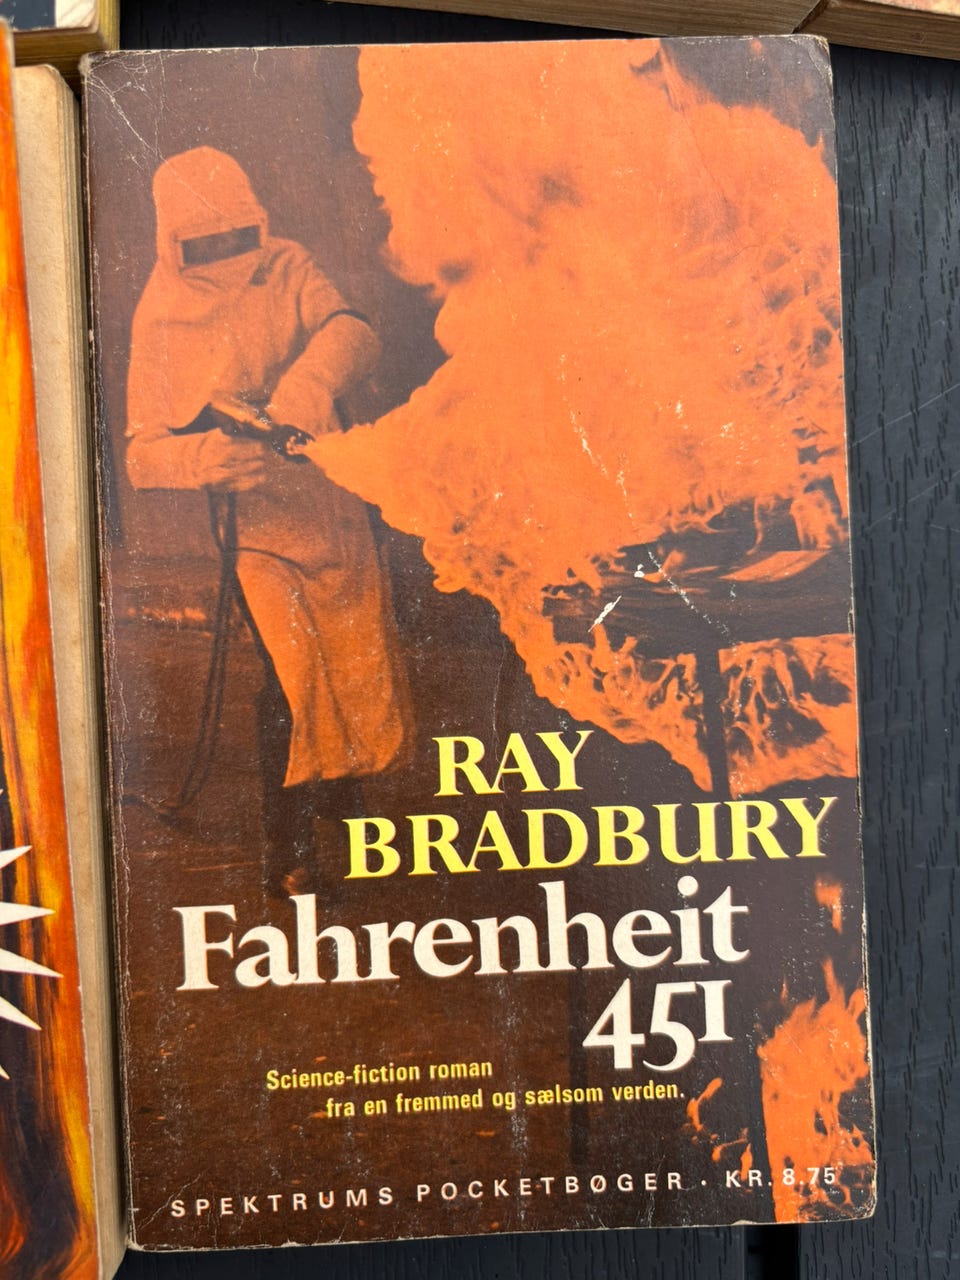 RAY
BRADBURY
Fahrenheit
451
Science-fiction roman
fra en fremmed og sælsom verden.
SPEKTRUMS POCKETBØGER · KR. 8.75